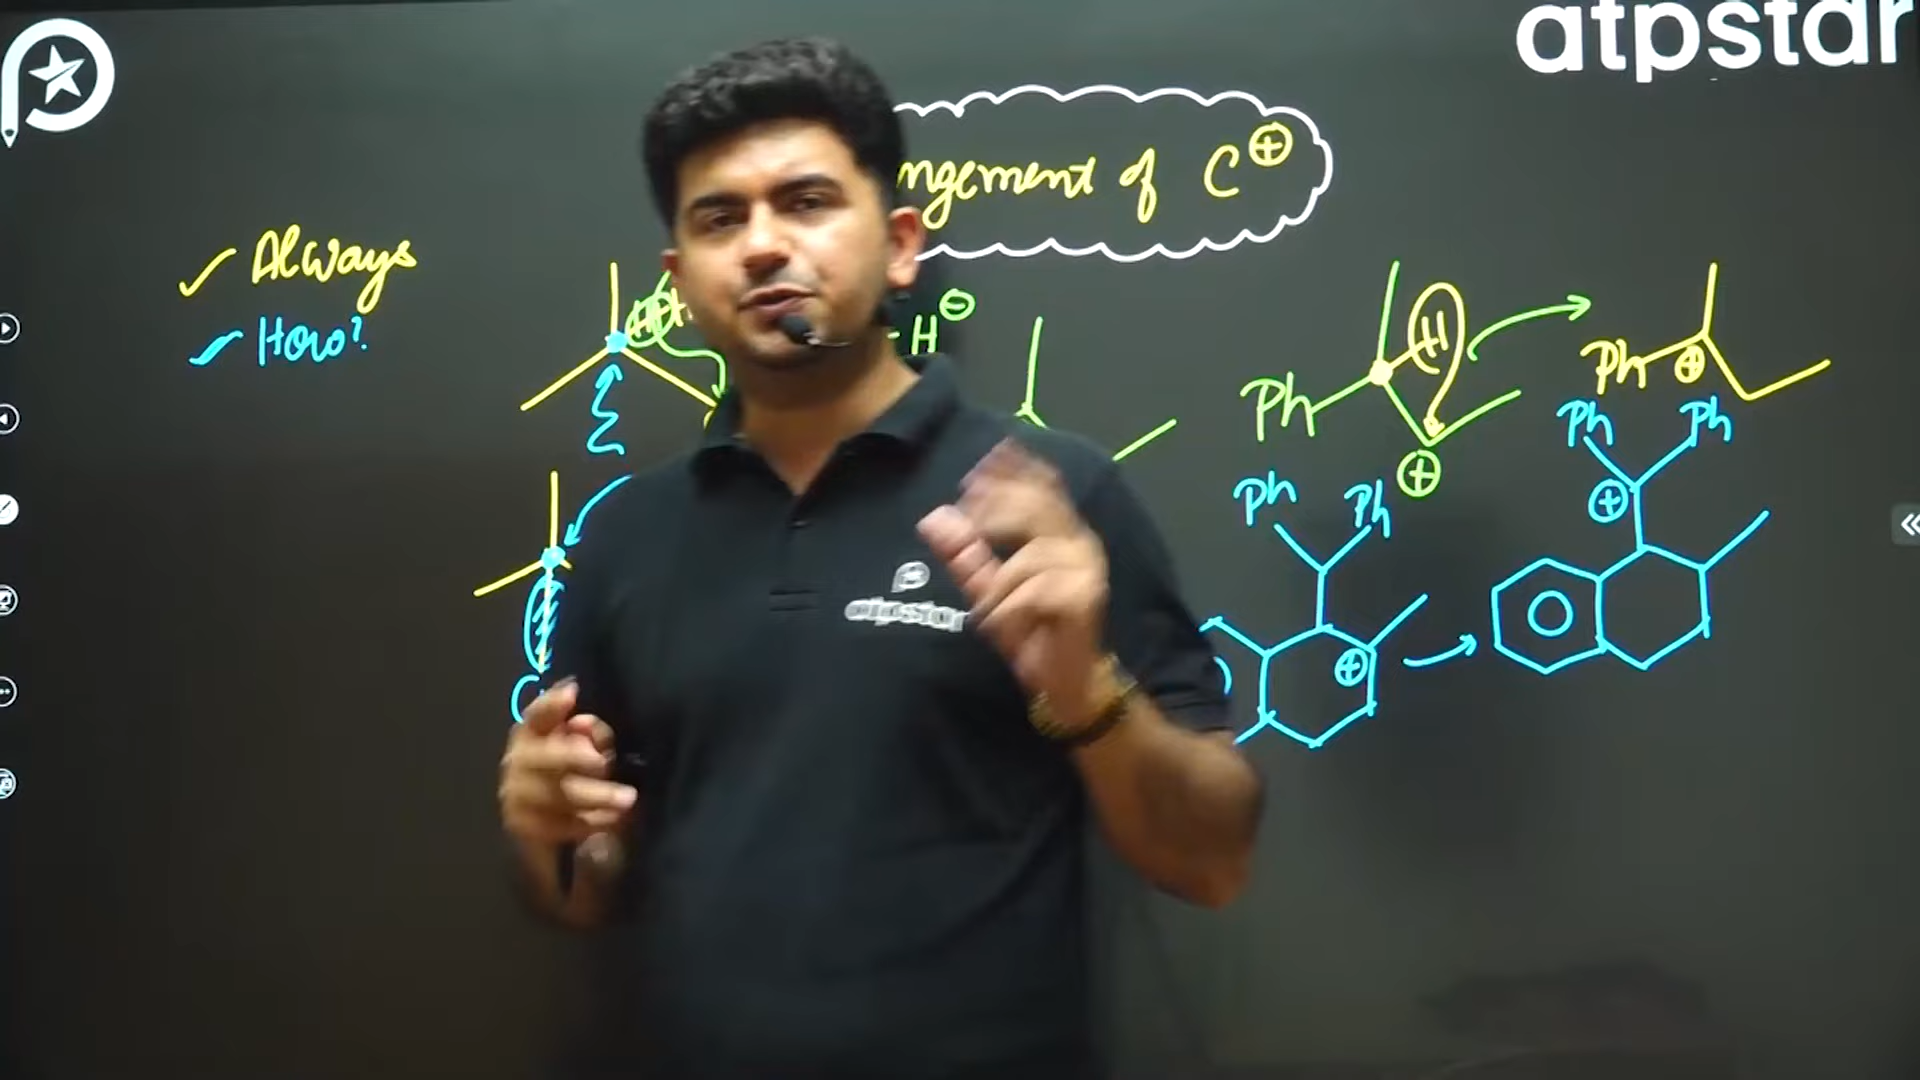 atpstar
ngement of C⊕
✓ Always
✓ How?
H
- H⊖
H
Ph
⊕
Ph ⊕
Ph Ph
⊕
Ph Ph
⊕
atpstar